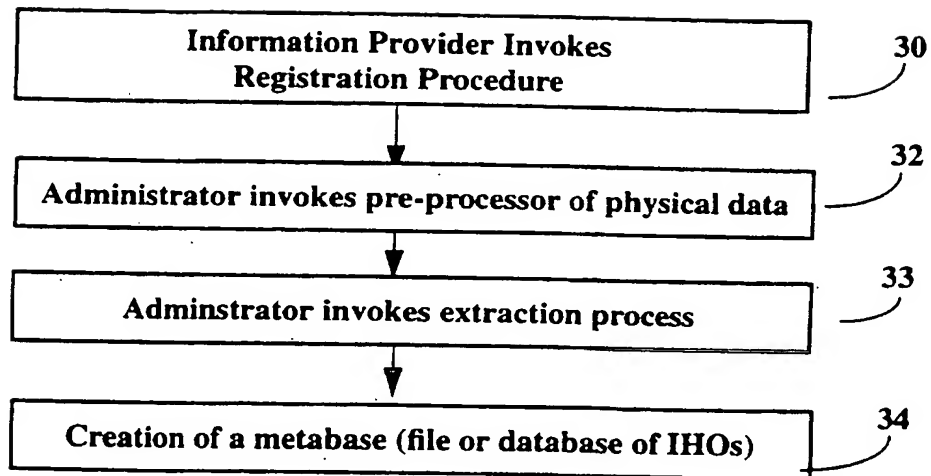 Information Provider Invokes
Registration Procedure
30
Administrator invokes pre-processor of physical data
32
Adminstrator invokes extraction process
33
Creation of a metabase (file or database of IHOs)
34